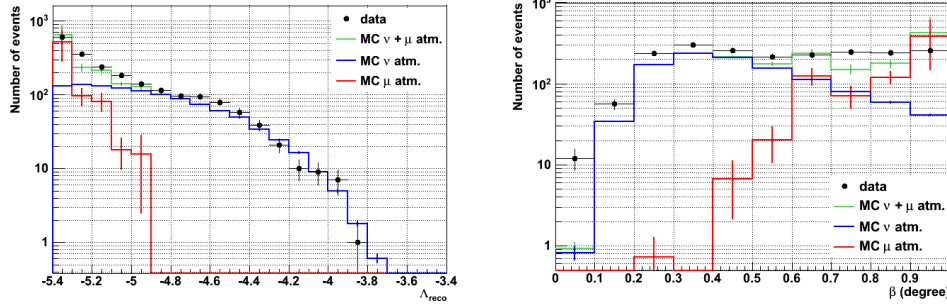 Number of events
10³
10²
10
1
data
MC ν + μ atm.
MC ν atm.
MC μ atm.
-5.4 -5.2 -5 -4.8 -4.6 -4.4 -4.2 -4 -3.8 -3.6 -3.4
Λreco
Number of events
10³
10²
10
1
data
MC ν + μ atm.
MC ν atm.
MC μ atm.
0 0.1 0.2 0.3 0.4 0.5 0.6 0.7 0.8 0.9
β (degree)